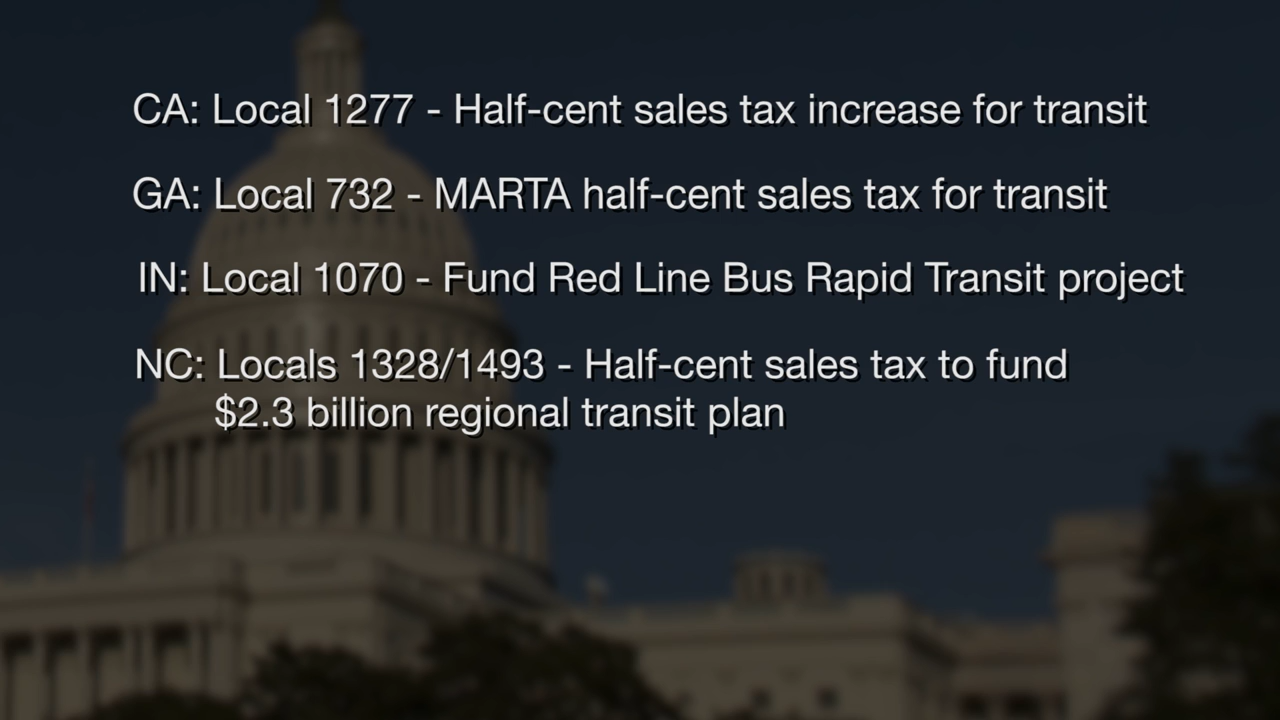 CA: Local 1277 - Half-cent sales tax increase for transit
GA: Local 732 - MARTA half-cent sales tax for transit
IN: Local 1070 - Fund Red Line Bus Rapid Transit project
NC: Locals 1328/1493 - Half-cent sales tax to fund
$2.3 billion regional transit plan